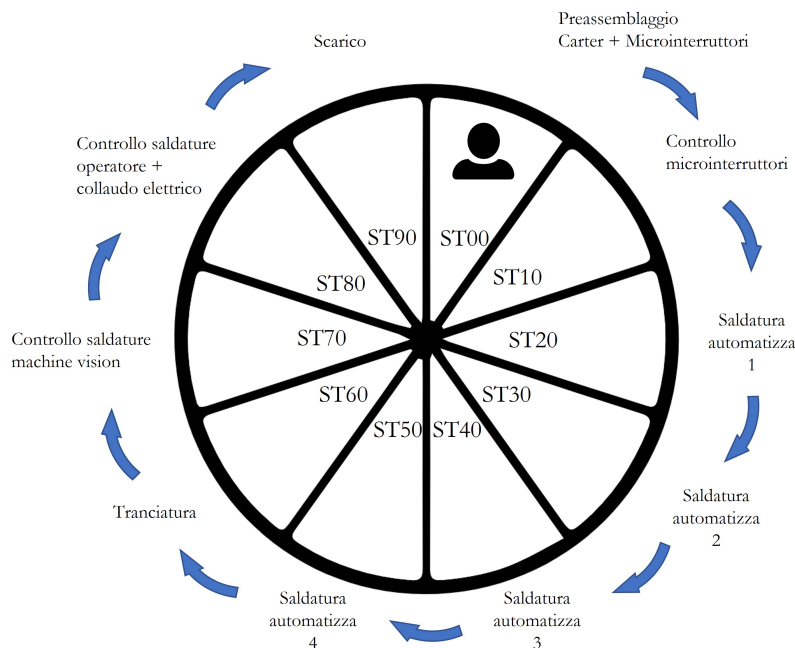 Preassemblaggio
Carter + Microinterruttori
Controllo
microinterruttori
Saldatura
automatizza
1
Saldatura
automatizza
2
Saldatura
automatizza
3
Saldatura
automatizza
4
Tranciatura
Controllo saldature
machine vision
Controllo saldature
operatore +
collaudo elettrico
Scarico
ST00
ST10
ST20
ST30
ST40
ST50
ST60
ST70
ST80
ST90